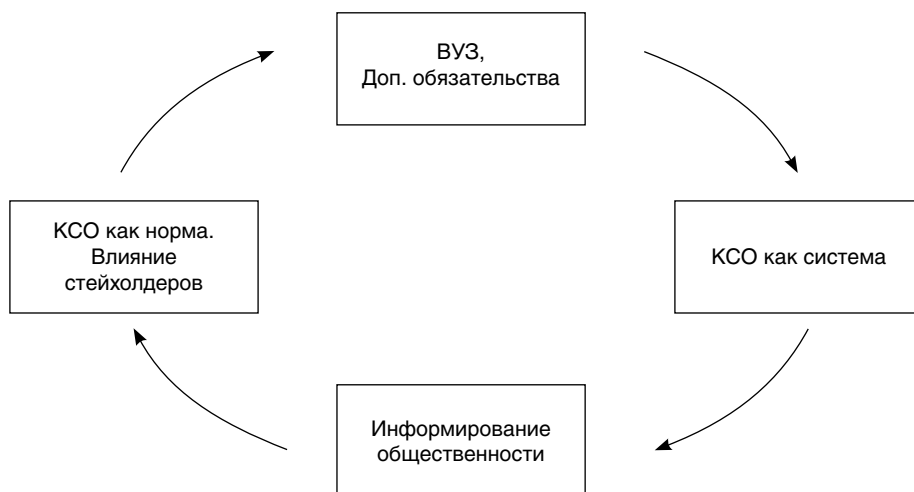 ВУЗ,
Доп. обязательства
КСО как норма.
Влияние
стейхолдеров
КСО как система
Информирование
общественности